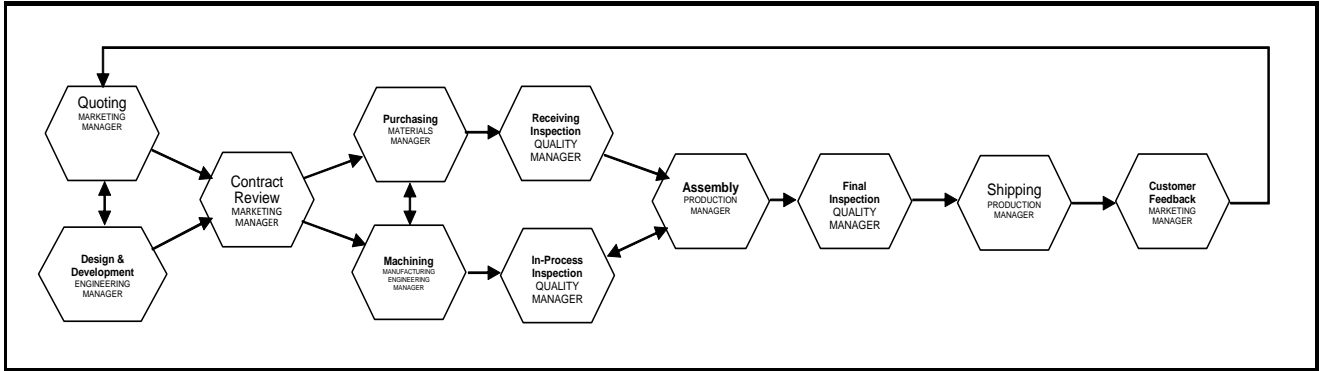 Quoting
MARKETING
MANAGER
Design &
Development
ENGINEERING
MANAGER
Contract
Review
MARKETING
MANAGER
Purchasing
MATERIALS
MANAGER
Machining
MANUFACTURING
ENGINEERING
MANAGER
Receiving
Inspection
QUALITY
MANAGER
In-Process
Inspection
QUALITY
MANAGER
Assembly
PRODUCTION
MANAGER
Final
Inspection
QUALITY
MANAGER
Shipping
PRODUCTION
MANAGER
Customer
Feedback
MARKETING
MANAGER